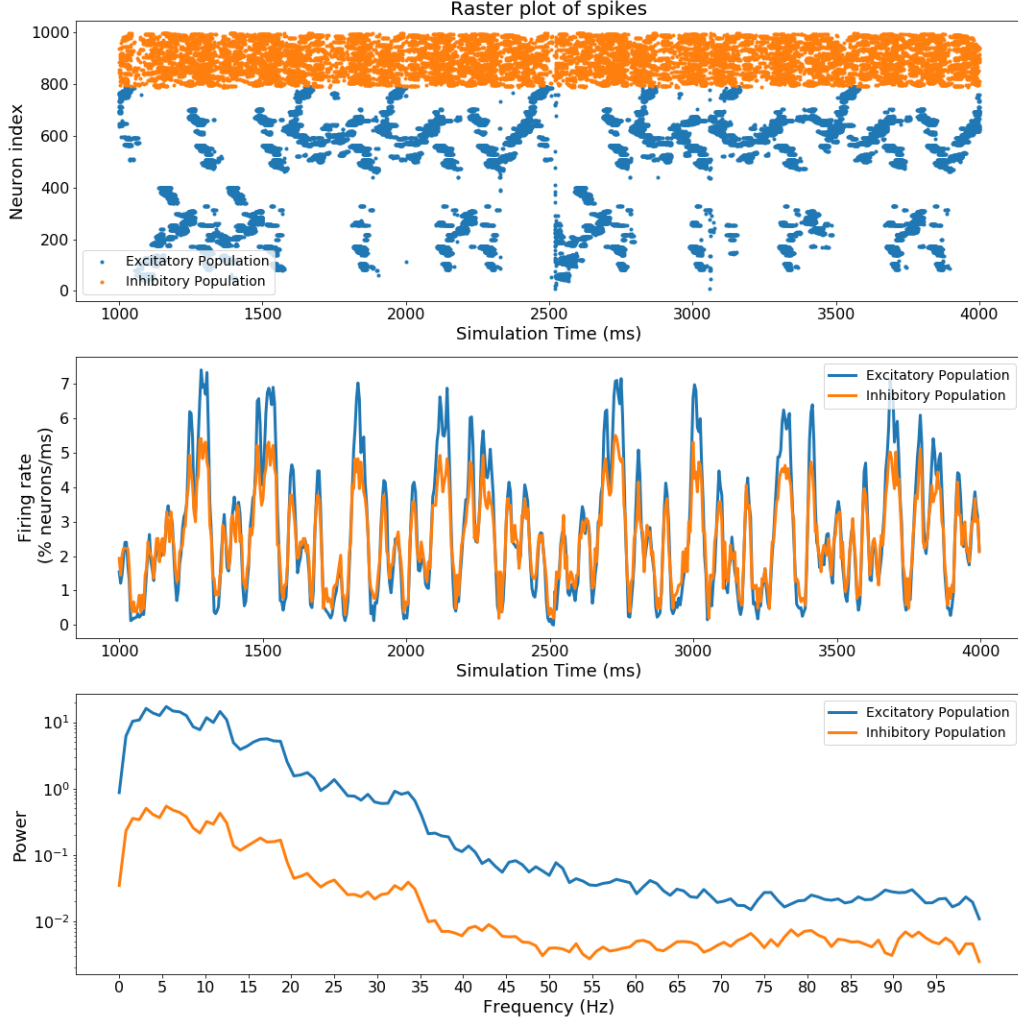 Raster plot of spikes
Neuron index
1000
800
600
400
200
0
Excitatory Population
Inhibitory Population
1000 1500 2000 2500 3000 3500 4000
Simulation Time (ms)
Firing rate
(% neurons/ms)
7
6
5
4
3
2
1
0
Excitatory Population
Inhibitory Population
1000 1500 2000 2500 3000 3500 4000
Simulation Time (ms)
Power
10¹
10⁰
10⁻¹
10⁻²
Excitatory Population
Inhibitory Population
0 5 10 15 20 25 30 35 40 45 50 55 60 65 70 75 80 85 90 95
Frequency (Hz)